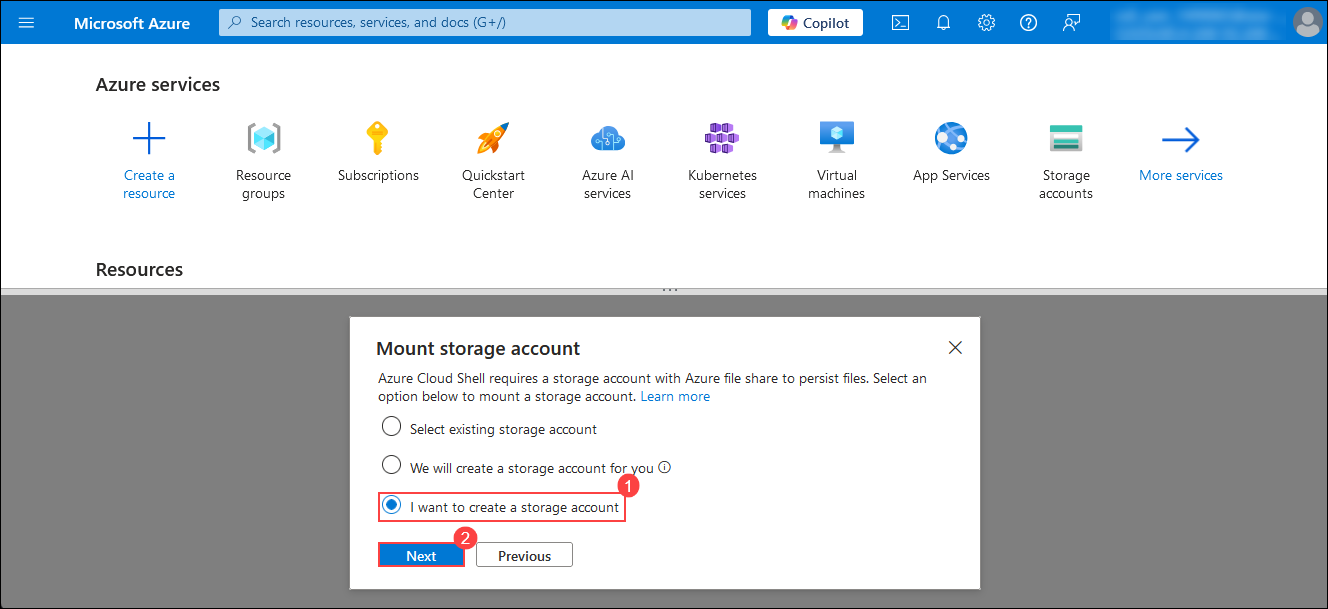 Microsoft Azure
Search resources, services, and docs (G+/)
Copilot
Azure services
Create a
resource
Resource
groups
Subscriptions
Quickstart
Center
Azure AI
services
Kubernetes
services
Virtual
machines
App Services
Storage
accounts
More services
Resources
Mount storage account
Azure Cloud Shell requires a storage account with Azure file share to persist files. Select an
option below to mount a storage account. Learn more
Select existing storage account
We will create a storage account for you
1
I want to create a storage account
2
Next
Previous